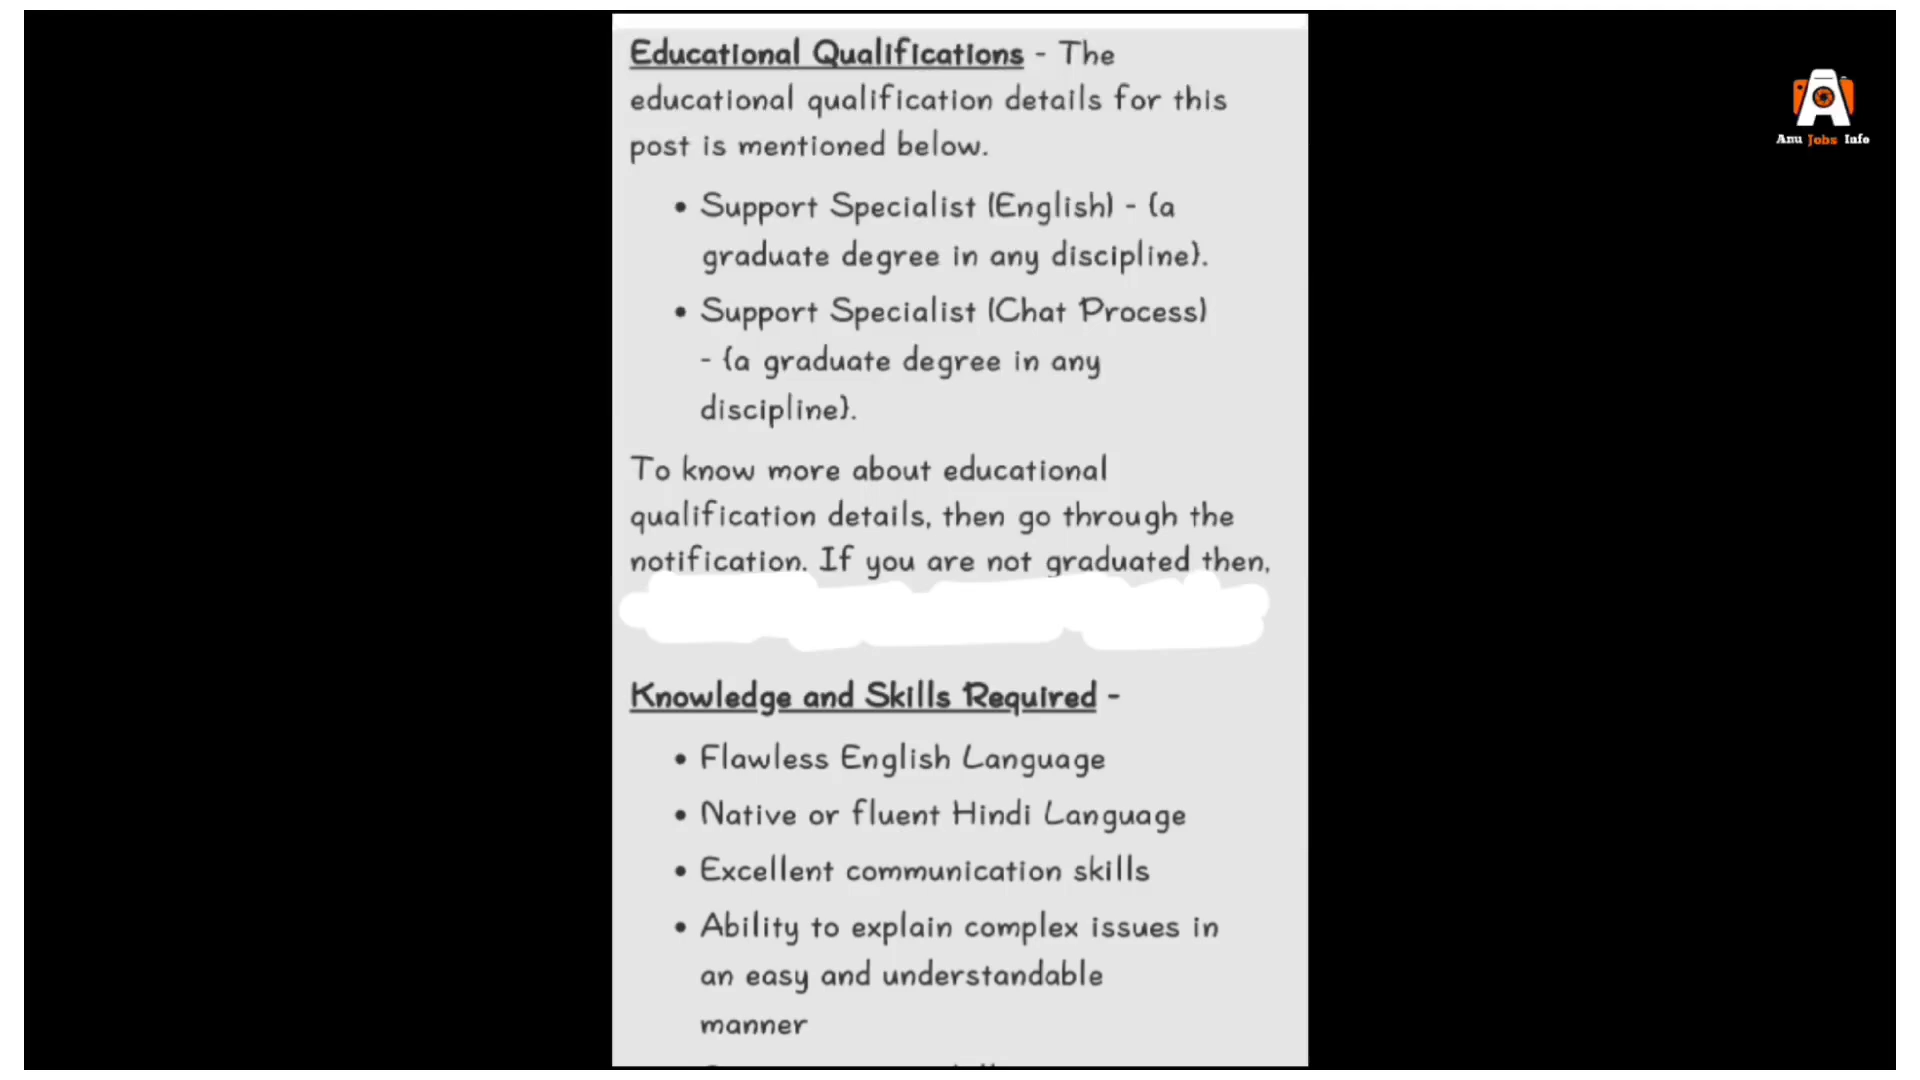 Educational Qualifications - The
educational qualification details for this
post is mentioned below.
• Support Specialist (English) - {a
graduate degree in any discipline}.
• Support Specialist (Chat Process)
- {a graduate degree in any
discipline}.
To know more about educational
qualification details, then go through the
notification. If you are not graduated then,
Knowledge and Skills Required -
• Flawless English Language
• Native or fluent Hindi Language
• Excellent communication skills
• Ability to explain complex issues in
an easy and understandable
manner
Anu Jobs Info